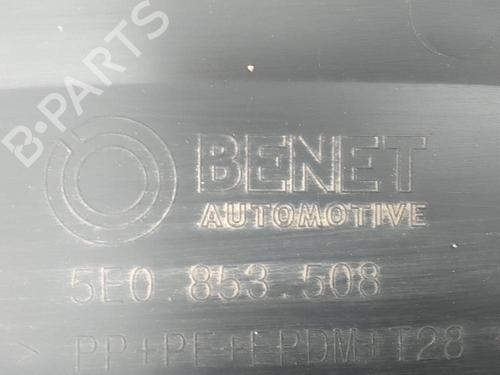 B-PARTS
BENET
AUTOMOTIVE
5E0 853 508
> PP+PE+EPDM+T28